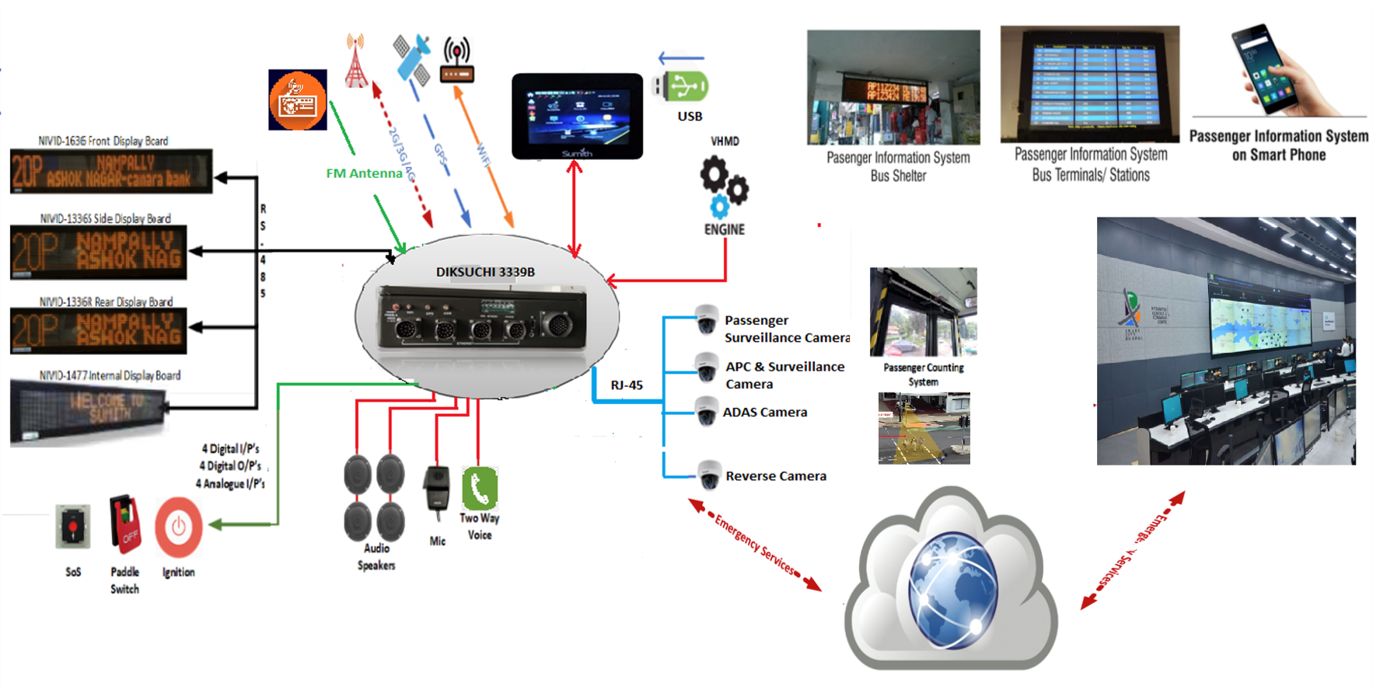 NIVID-1636 Front Display Board
20P
NAMPALLY
ASHOK NAGAR-canara bank
NIVID-1336S Side Display Board
20P
NAMPALLY
ASHOK NAG
NIVID-1336R Rear Display Board
20P
NAMPALLY
ASHOK NAG
NIVID-1477 Internal Display Board
WELCOME TO
SUMITH
RS-485
FM Antenna
2G/3G/4G
GPS
WiFi
Sumith
USB
VHMD
ENGINE
DIKSUCHI 3339B
RJ-45
Passenger
Surveillance Camera
APC & Surveillance
Camera
ADAS Camera
Reverse Camera
4 Digital I/P's
4 Digital O/P's
4 Analogue I/P's
SoS
OFF
Paddle
Switch
Ignition
Audio
Speakers
Mic
Two Way
Voice
Pasenger Information System
Bus Shelter
Passenger Information System
Bus Terminals/ Stations
Passenger Information System
on Smart Phone
Passenger Counting
System
Emergency Services
Services